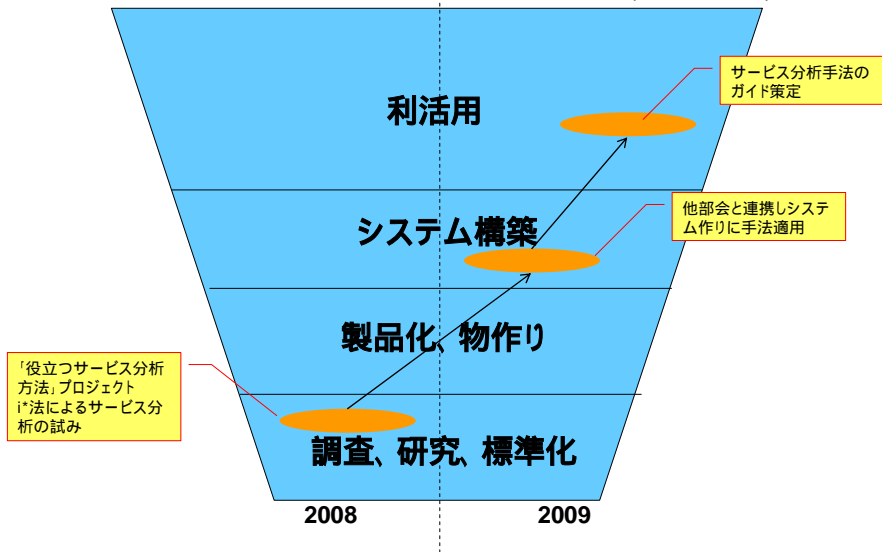 サービス分析手法の
ガイド策定
利活用
他部会と連携しシステ
ム作りに手法適用
システム構築
製品化、物作り
「役立つサービス分析
方法」プロジェクト
i*法によるサービス分
析の試み
調査、研究、標準化
2008
2009